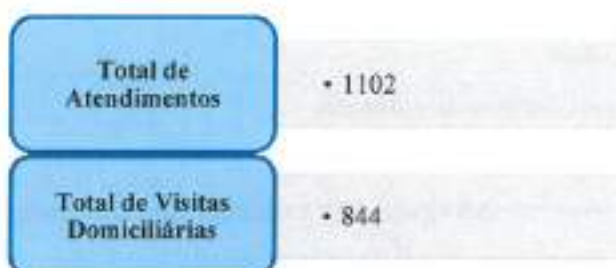 Total de
Atendimentos
• 1102
Total de Visitas
Domiciliárias
• 844